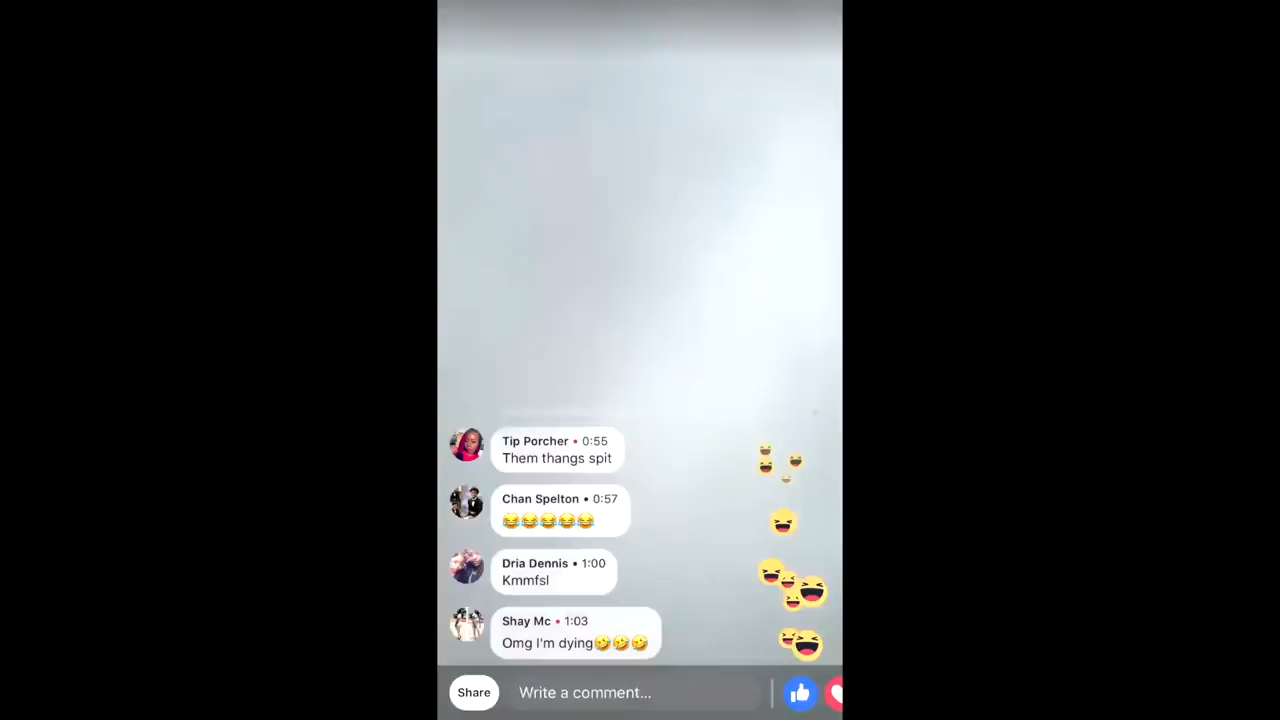 Tip Porcher • 0:55
Them thangs spit
Chan Spelton • 0:57
😂😂😂😂😂
Dria Dennis • 1:00
Kmmfsl
Shay Mc • 1:03
Omg I'm dying🤣🤣🤣
Share
Write a comment...